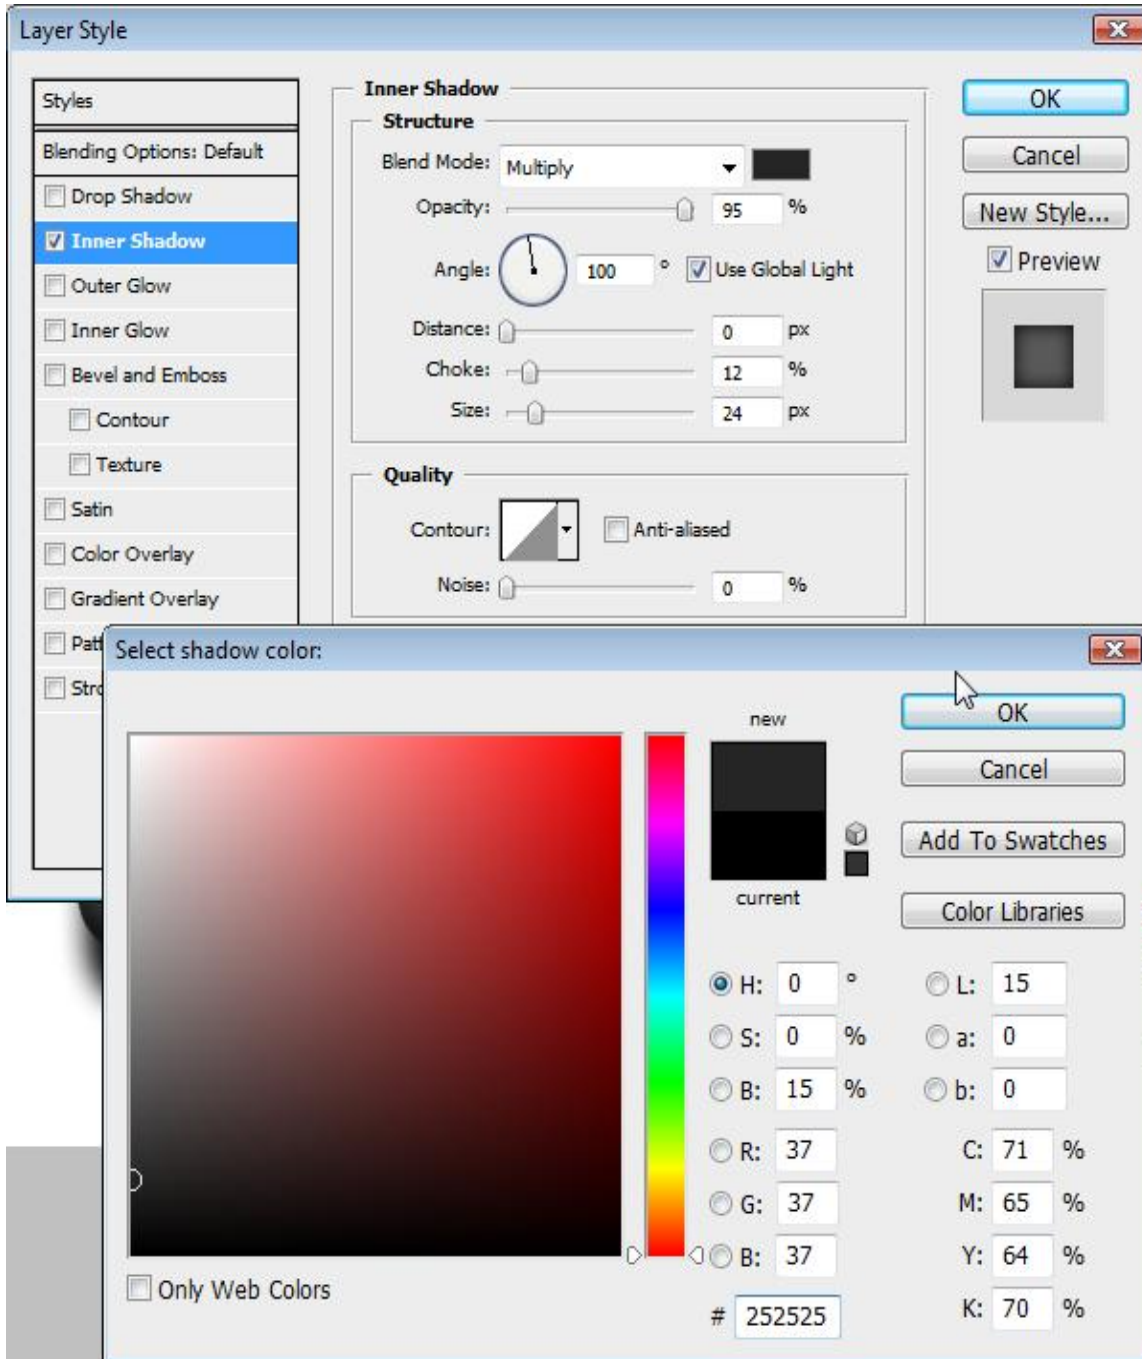 Layer Style
Styles
Blending Options: Default
Drop Shadow
Inner Shadow
Outer Glow
Inner Glow
Bevel and Emboss
Contour
Texture
Satin
Color Overlay
Gradient Overlay
Inner Shadow
Structure
Blend Mode: Multiply
Opacity: 95 %
Angle: 100 ° Use Global Light
Distance: 0 px
Choke: 12 %
Size: 24 px
Quality
Contour: Anti-aliased
Noise: 0 %
OK
Cancel
New Style...
Preview
Select shadow color:
new
current
OK
Cancel
Add To Swatches
Color Libraries
H: 0 °
S: 0 %
B: 15 %
R: 37
G: 37
B: 37
# 252525
L: 15
a: 0
b: 0
C: 71 %
M: 65 %
Y: 64 %
K: 70 %
Only Web Colors